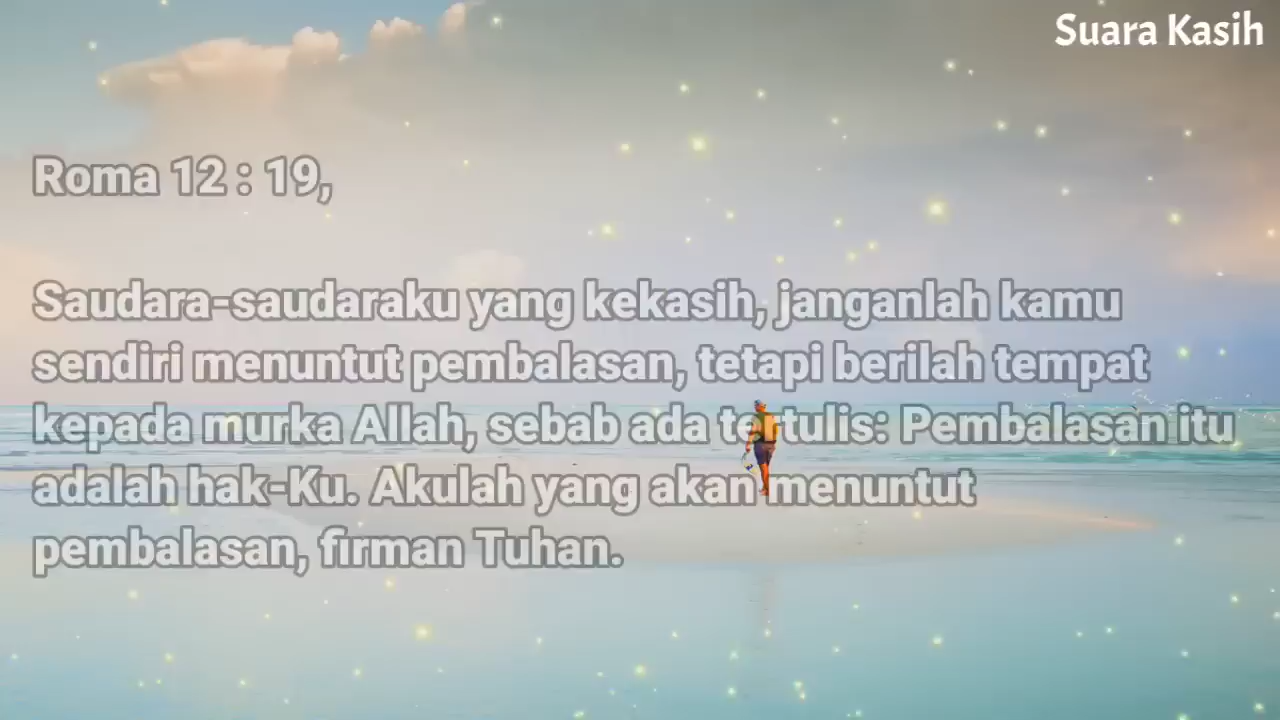 Suara Kasih
Roma 12 : 19,
Saudara-saudaraku yang kekasih, janganlah kamu
sendiri menuntut pembalasan, tetapi berilah tempat
kepada murka Allah, sebab ada tertulis: Pembalasan itu
adalah hak-Ku. Akulah yang akan menuntut
pembalasan, firman Tuhan.